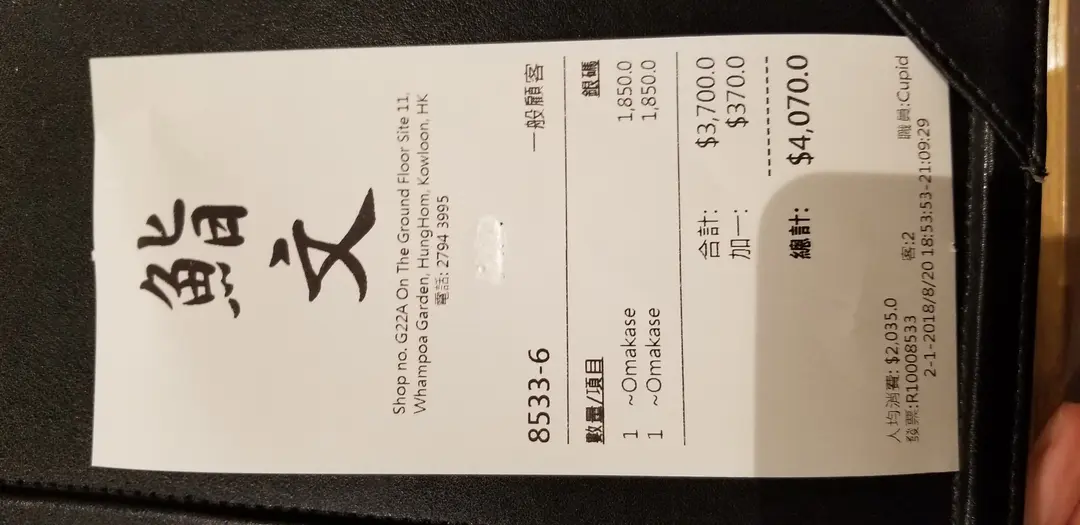 鮨
文
Shop no. G22A On The Ground Floor Site 11,
Whampoa Garden, HungHom, Kowloon, HK
電話: 2794 3995
8533-6 一般顧客
數量/項目 銀碼
1 ~Omakase 1,850.0
1 ~Omakase 1,850.0
合計: $3,700.0
加一: $370.0
總計: $4,070.0
人均消費: $2,035.0
發票:R10008533 客:2 職員:Cupid
2-1-2018/8/20 18:53:53-21:09:29